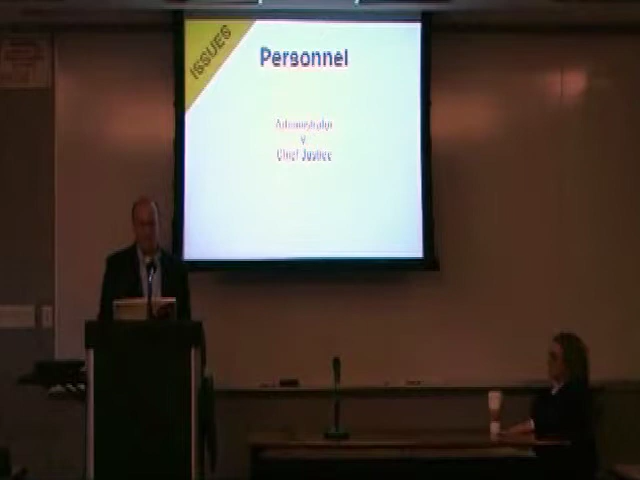 ISSUES
Personnel
Administrator
v
Chief Justice